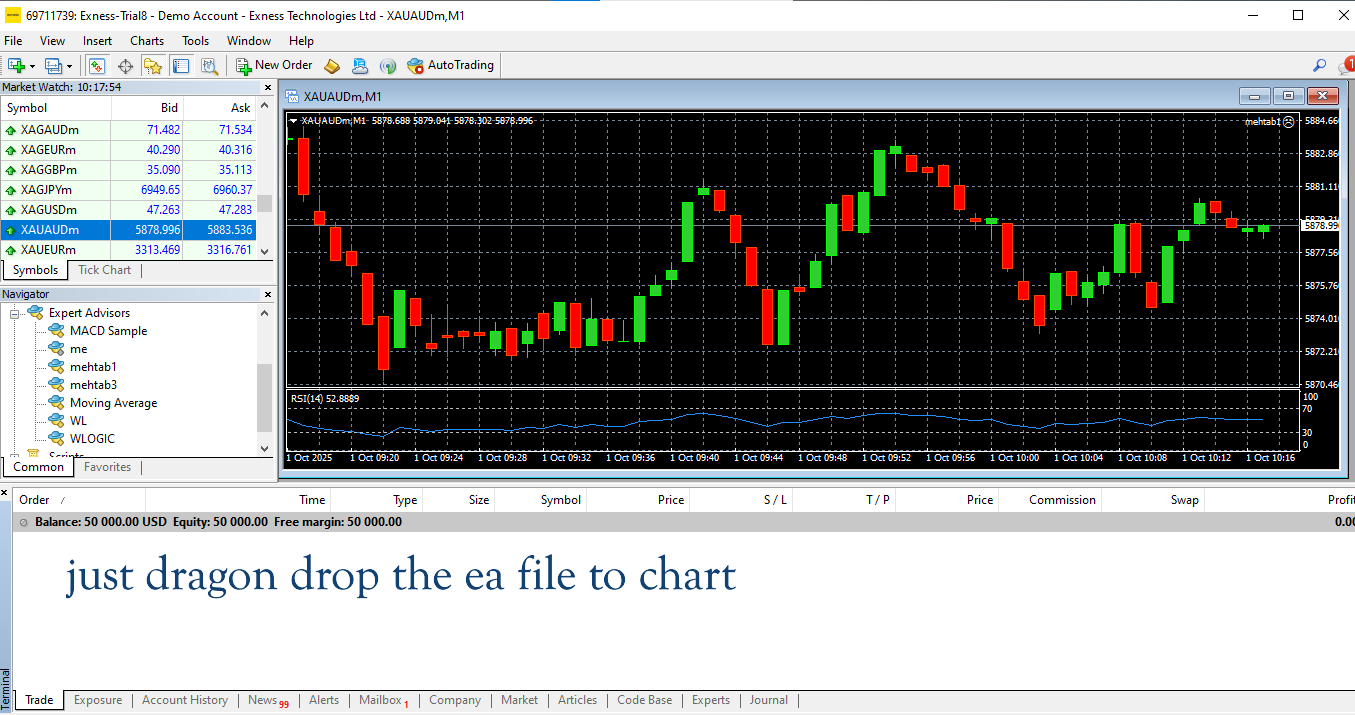 69711739: Exness-Trial8 - Demo Account - Exness Technologies Ltd - XAUAUDm,M1
File View Insert Charts Tools Window Help
New Order AutoTrading 1
Market Watch: 10:17:54
Symbol Bid Ask
XAGAUDm 71.482 71.534
XAGEURm 40.290 40.316
XAGGBPm 35.090 35.113
XAGJPYm 6949.65 6960.37
XAGUSDm 47.263 47.283
XAUAUDm 5878.996 5883.536
XAUEURm 3313.469 3316.761
Symbols Tick Chart
Navigator
Expert Advisors
MACD Sample
me
mehtab1
mehtab3
Moving Average
WL
WLOGIC
Scripts
Common Favorites
XAUAUDm,M1
XAUAUDm,M1 5878.688 5879.041 5878.302 5878.996
mehtab1
5884.66
5882.86
5881.11
5878.99
5877.56
5875.76
5874.01
5872.21
5870.46
RSI(14) 52.8889
100
70
30
0
1 Oct 2025 1 Oct 09:20 1 Oct 09:24 1 Oct 09:28 1 Oct 09:32 1 Oct 09:36 1 Oct 09:40 1 Oct 09:44 1 Oct 09:48 1 Oct 09:52 1 Oct 09:56 1 Oct 10:00 1 Oct 10:04 1 Oct 10:08 1 Oct 10:12 1 Oct 10:16
Order / Time Type Size Symbol Price S / L T / P Price Commission Swap Profit
Balance: 50 000.00 USD Equity: 50 000.00 Free margin: 50 000.00 0.00
just dragon drop the ea file to chart
Terminal
Trade Exposure Account History News 99 Alerts Mailbox 1 Company Market Articles Code Base Experts Journal